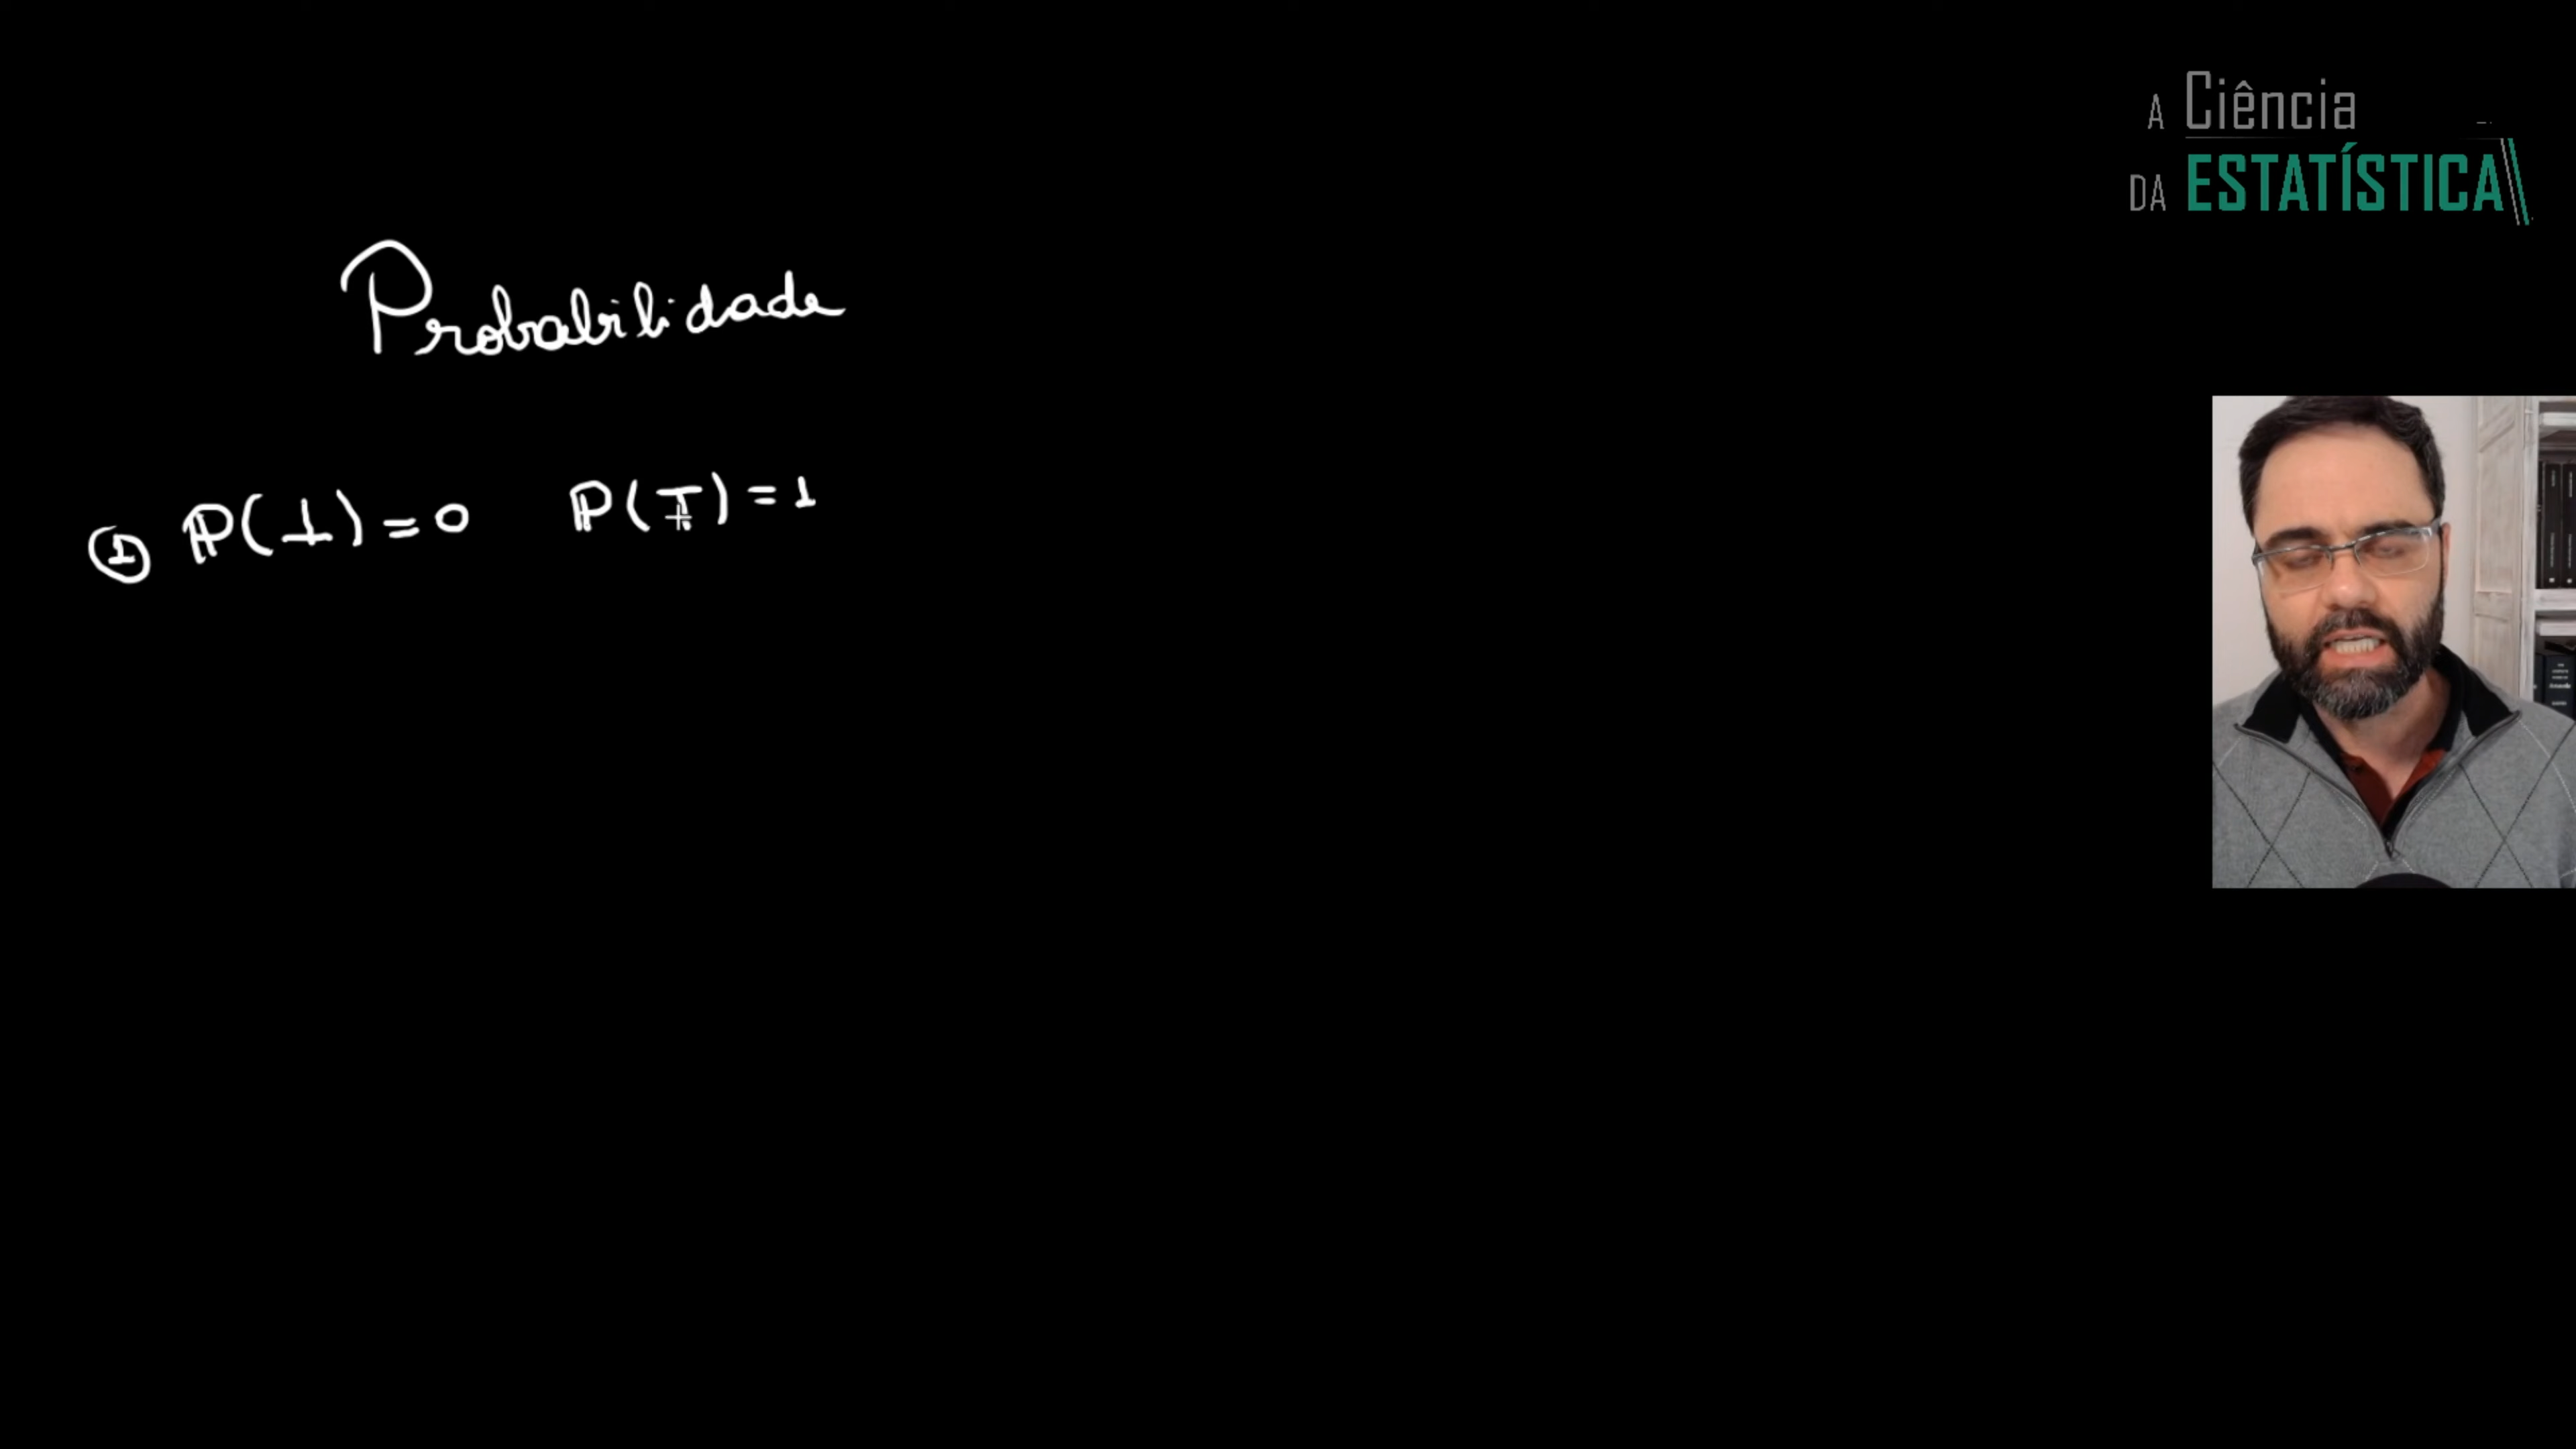 A Ciência
DA ESTATÍSTICA
Probabilidade
① ℙ(⊥) = 0 ℙ(⊤) = 1